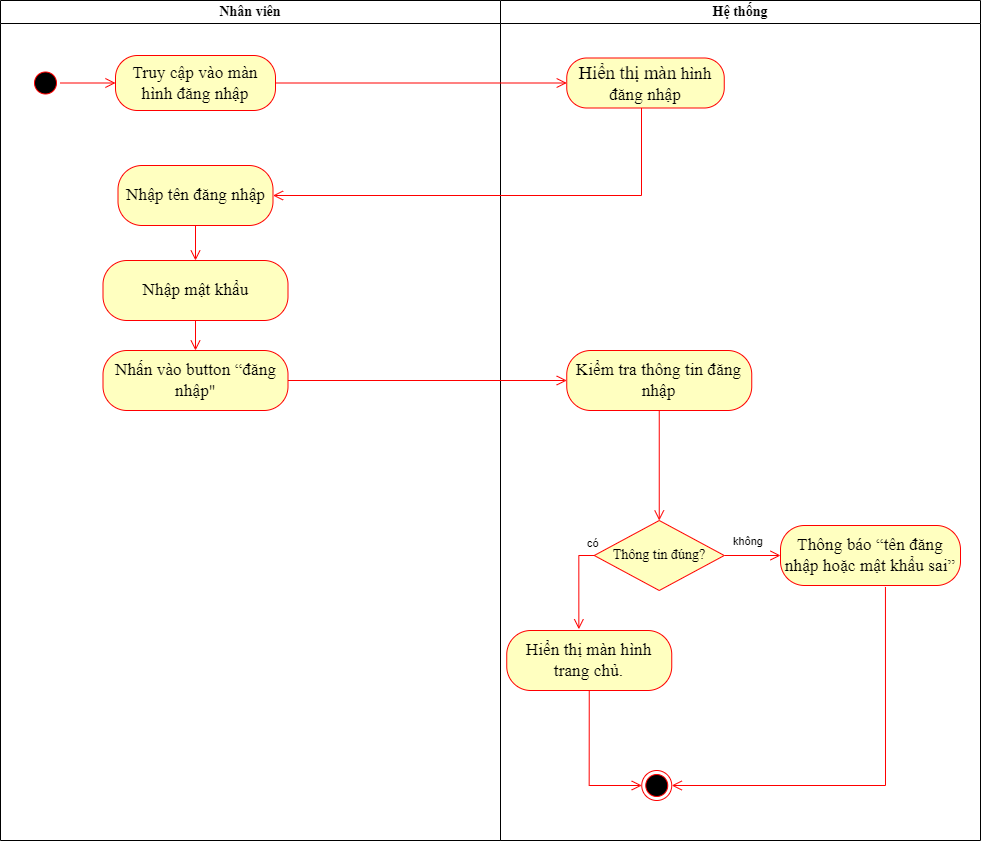 Nhân viên
Hệ thống
Truy cập vào màn
hình đăng nhập
Hiển thị màn hình
đăng nhập
Nhập tên đăng nhập
Nhập mật khẩu
Nhấn vào button “đăng
nhập"
Kiểm tra thông tin đăng
nhập
có
Thông tin đúng?
không
Thông báo “tên đăng
nhập hoặc mật khẩu sai”
Hiển thị màn hình
trang chủ.